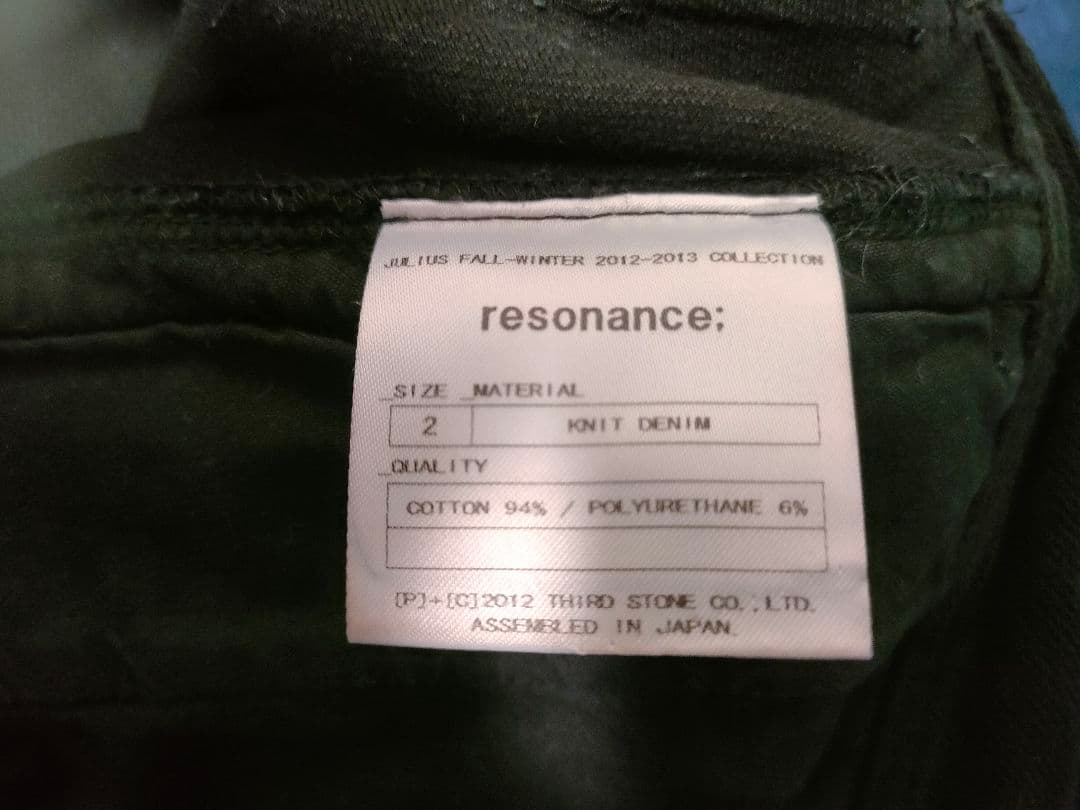 JULIUS FALL-WINTER 2012-2013 COLLECTION
resonance;
_SIZE _MATERIAL
2 KNIT DENIM
_QUALITY
COTTON 94% / POLYURETHANE 6%
[P]+[C]2012 THIRD STONE CO.,LTD.
ASSEMBLED IN JAPAN.